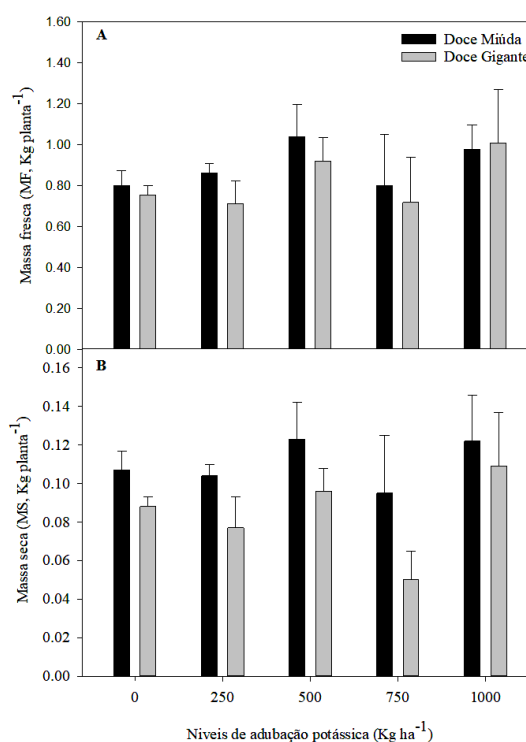 A
Doce Miúda
Doce Gigante
Massa fresca (MF, Kg planta⁻¹)
1.60
1.40
1.20
1.00
0.80
0.60
0.40
0.20
0.00
B
Massa seca (MS, Kg planta⁻¹)
0.16
0.14
0.12
0.10
0.08
0.06
0.04
0.02
0.00
0 250 500 750 1000
Niveis de adubação potássica (Kg ha⁻¹)